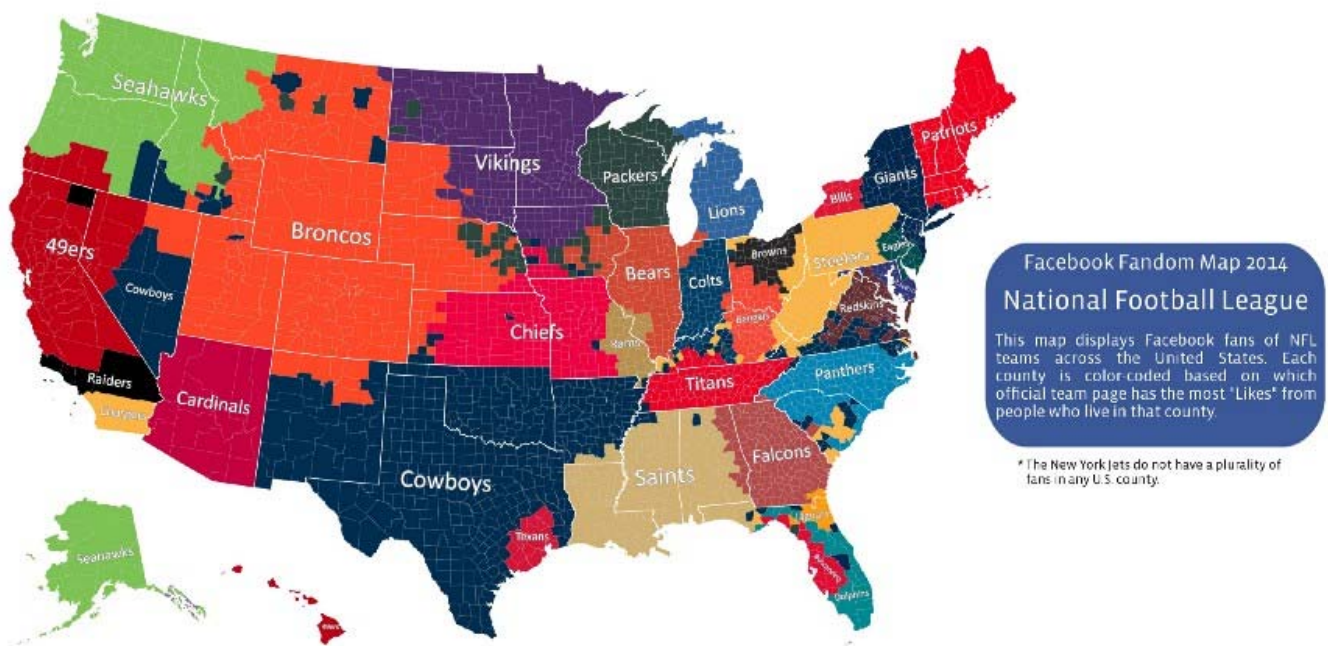 Seahawks
Vikings
Packers
Lions
Patriots
Giants
Bills
Broncos
49ers
Cowboys
Bears
Colts
Browns
Steelers
Eagles
Bengals
Redskins
Chiefs
Rams
Raiders
Chargers
Cardinals
Titans
Panthers
Cowboys
Saints
Falcons
Texans
Dolphins
Seahawks
49ers
Facebook Fandom Map 2014
National Football League
This map displays Facebook fans of NFL
teams across the United States. Each
county is color-coded based on which
official team page has the most "Likes" from
people who live in that county.
* The New York Jets do not have a plurality of
fans in any U.S. county.